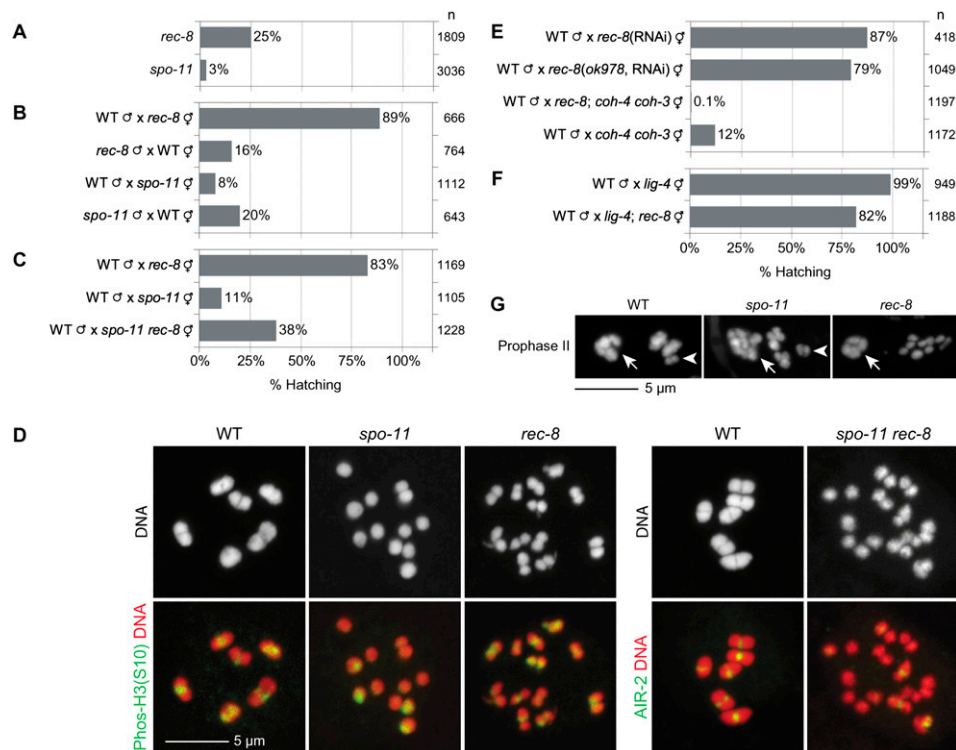 A
n
rec-8
25%
1809
spo-11
3%
3036
B
WT ♂ x rec-8 ⚥
89%
666
rec-8 ♂ x WT ⚥
16%
764
WT ♂ x spo-11 ⚥
8%
1112
spo-11 ♂ x WT ⚥
20%
643
C
WT ♂ x rec-8 ⚥
83%
1169
WT ♂ x spo-11 ⚥
11%
1105
WT ♂ x spo-11 rec-8 ⚥
38%
1228
0% 25% 50% 75% 100%
% Hatching
E
n
WT ♂ x rec-8(RNAi) ⚥
87%
418
WT ♂ x rec-8(ok978, RNAi) ⚥
79%
1049
WT ♂ x rec-8; coh-4 coh-3 ⚥
0.1%
1197
WT ♂ x coh-4 coh-3 ⚥
12%
1172
F
WT ♂ x lig-4 ⚥
99%
949
WT ♂ x lig-4; rec-8 ⚥
82%
1188
0% 25% 50% 75% 100%
% Hatching
G
WT spo-11 rec-8
Prophase II
5 µm
D
WT spo-11 rec-8 WT spo-11 rec-8
DNA
DNA
Phos-H3(S10) DNA
AIR-2 DNA
5 µm